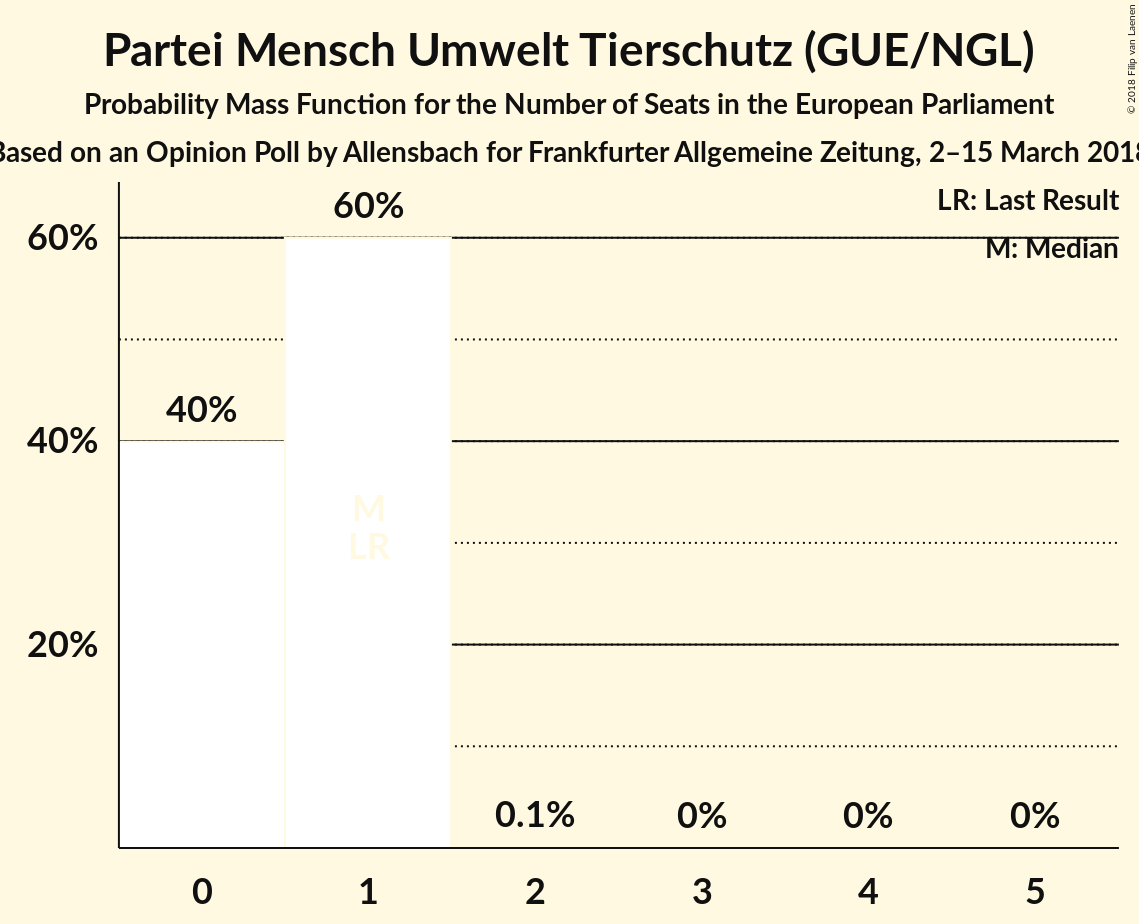 Partei Mensch Umwelt Tierschutz (GUE/NGL)
Probability Mass Function for the Number of Seats in the European Parliament
Based on an Opinion Poll by Allensbach for Frankfurter Allgemeine Zeitung, 2–15 March 2018
© 2018 Filip van Laenen
LR: Last Result
M: Median
60%
40%
20%
40%
60%
M
LR
0.1%
0%
0%
0%
0 1 2 3 4 5